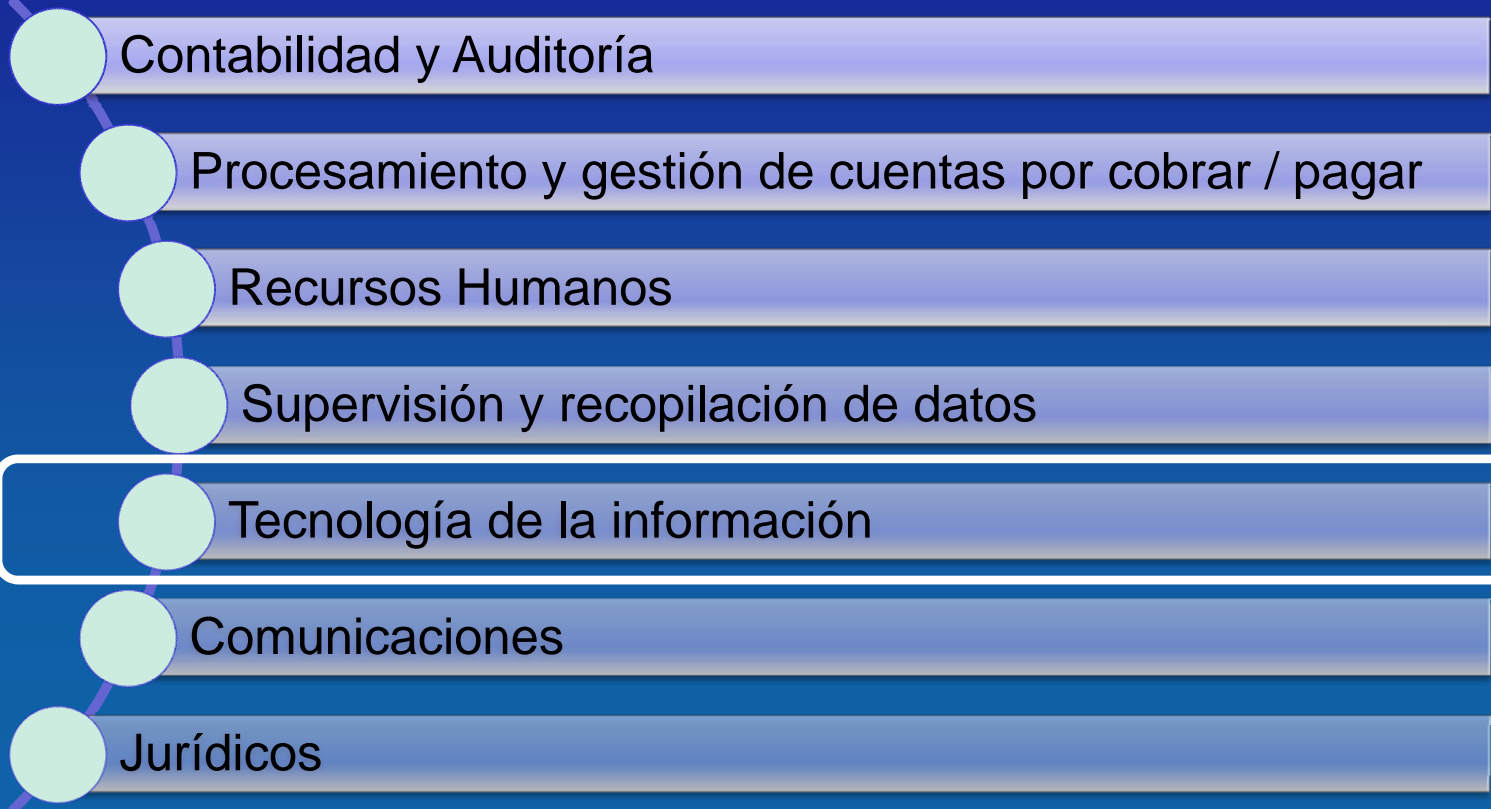 Contabilidad y Auditoría
Procesamiento y gestión de cuentas por cobrar / pagar
Recursos Humanos
Supervisión y recopilación de datos
Tecnología de la información
Comunicaciones
Jurídicos